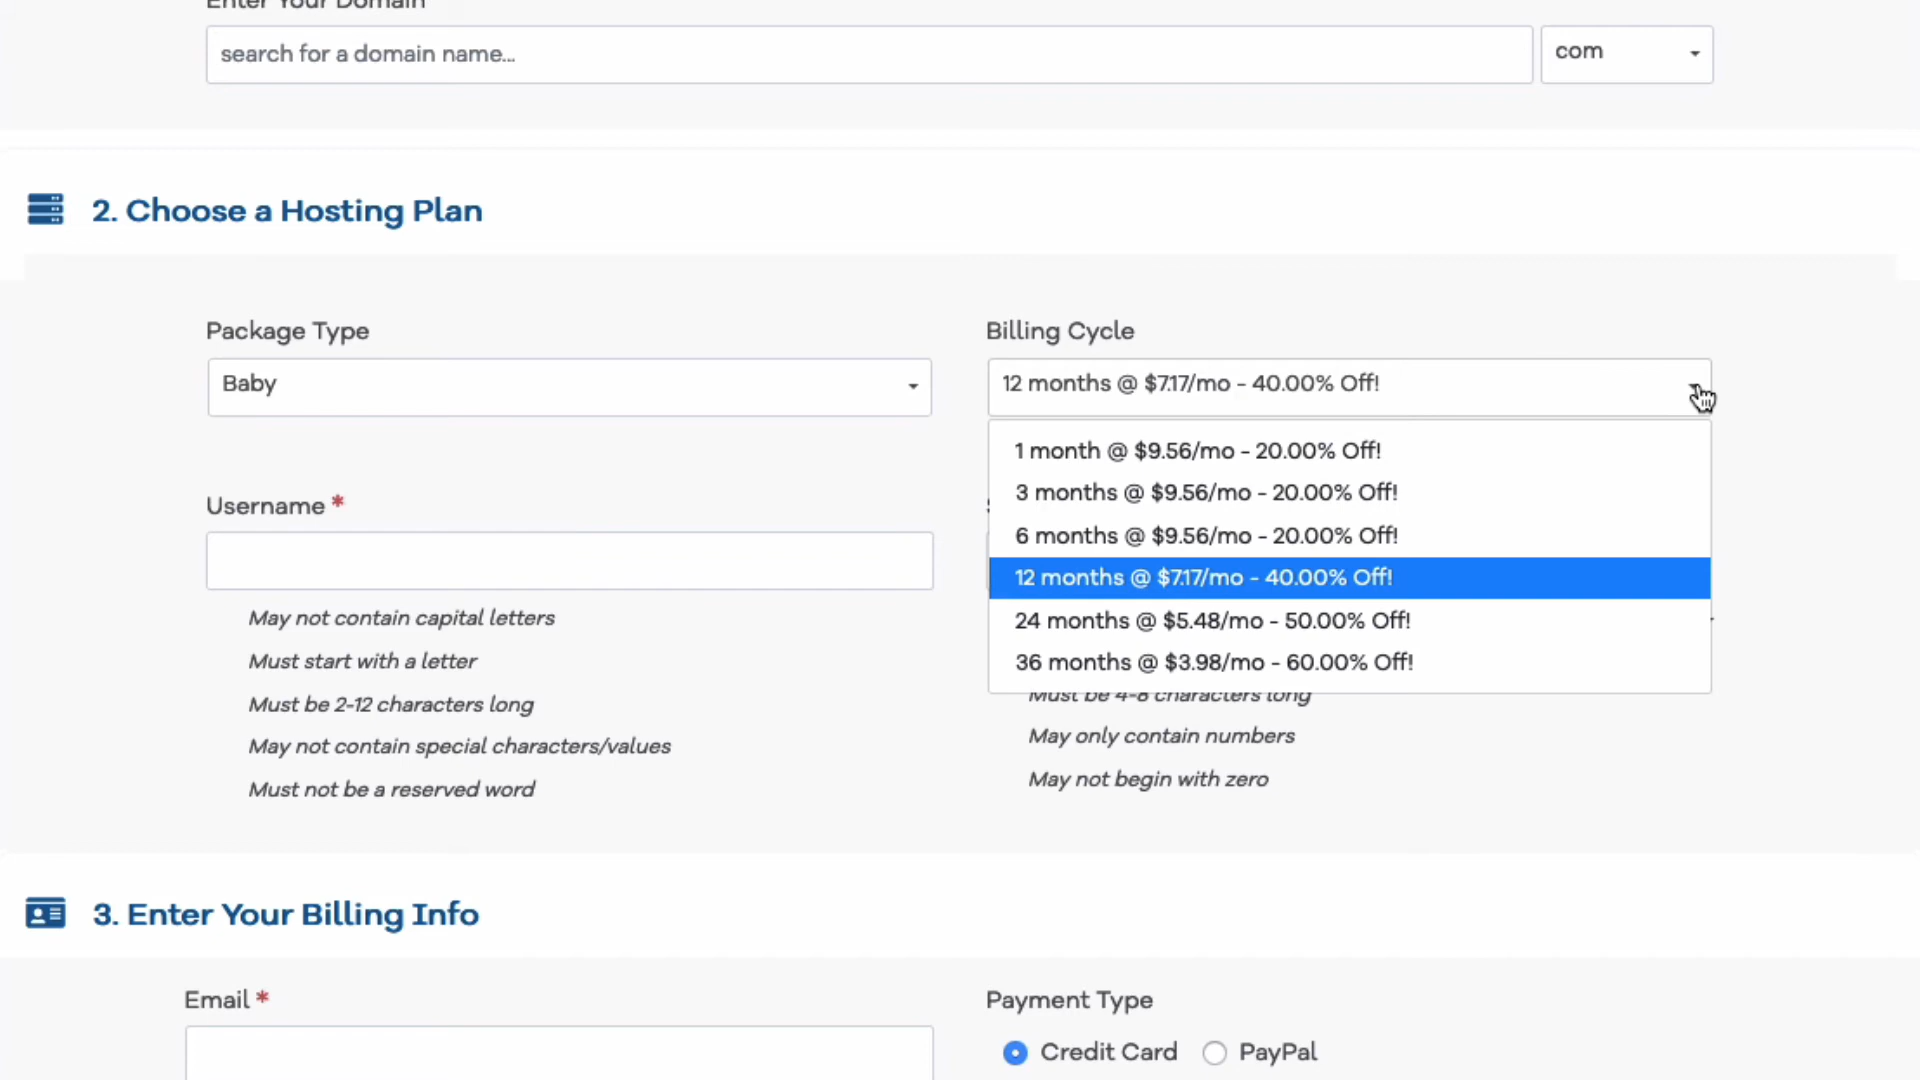 Enter Your Domain
search for a domain name...
com
2. Choose a Hosting Plan
Package Type
Billing Cycle
Baby
12 months @ $7.17/mo - 40.00% Off!
1 month @ $9.56/mo - 20.00% Off!
3 months @ $9.56/mo - 20.00% Off!
6 months @ $9.56/mo - 20.00% Off!
12 months @ $7.17/mo - 40.00% Off!
24 months @ $5.48/mo - 50.00% Off!
36 months @ $3.98/mo - 60.00% Off!
Username *
May not contain capital letters
Must start with a letter
Must be 2-12 characters long
May not contain special characters/values
Must not be a reserved word
Must be 4-8 characters long
May only contain numbers
May not begin with zero
3. Enter Your Billing Info
Email *
Payment Type
Credit Card
PayPal